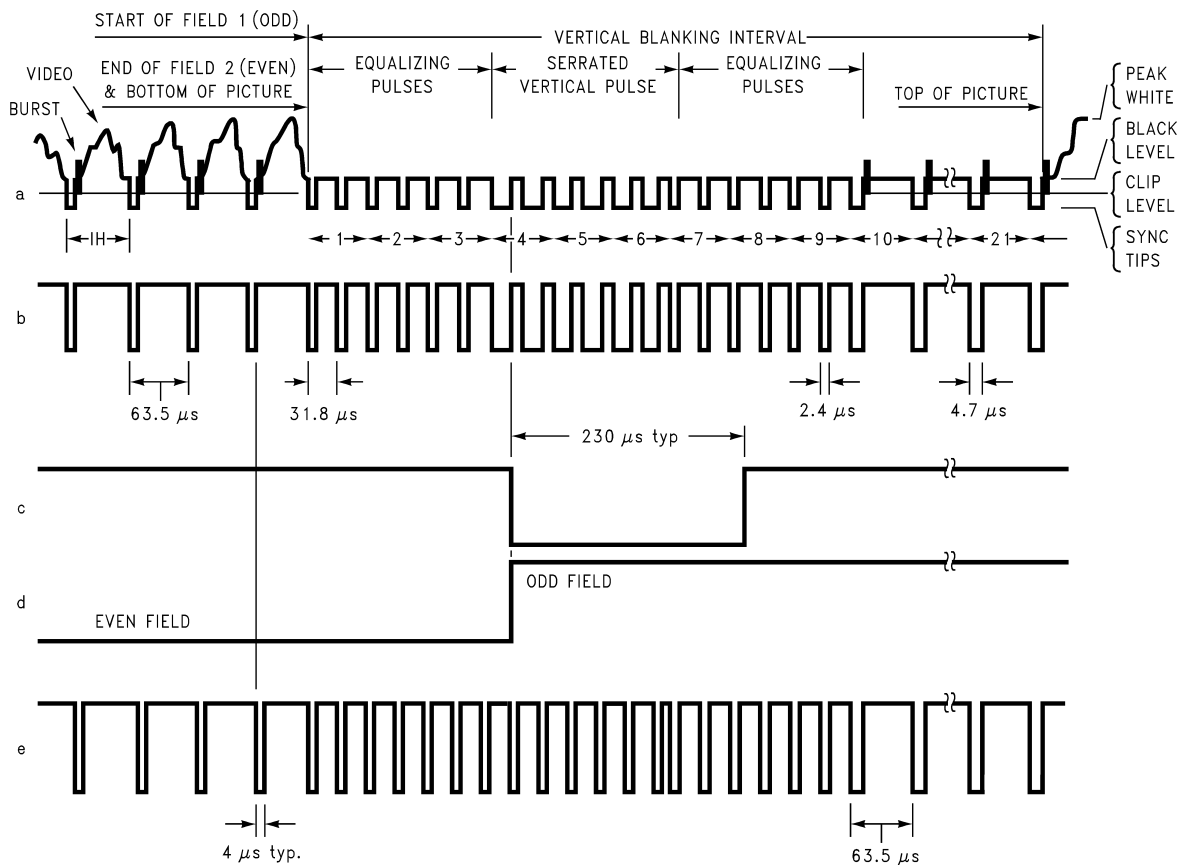 START OF FIELD 1 (ODD)
VERTICAL BLANKING INTERVAL
END OF FIELD 2 (EVEN)
& BOTTOM OF PICTURE
EQUALIZING
PULSES
SERRATED
VERTICAL PULSE
EQUALIZING
PULSES
TOP OF PICTURE
VIDEO
BURST
PEAK
WHITE
BLACK
LEVEL
CLIP
LEVEL
SYNC
TIPS
a
IH
1 2 3 4 5 6 7 8 9 10 21
b
63.5 μs
31.8 μs
2.4 μs
4.7 μs
230 μs typ
c
ODD FIELD
d
EVEN FIELD
e
4 μs typ.
63.5 μs